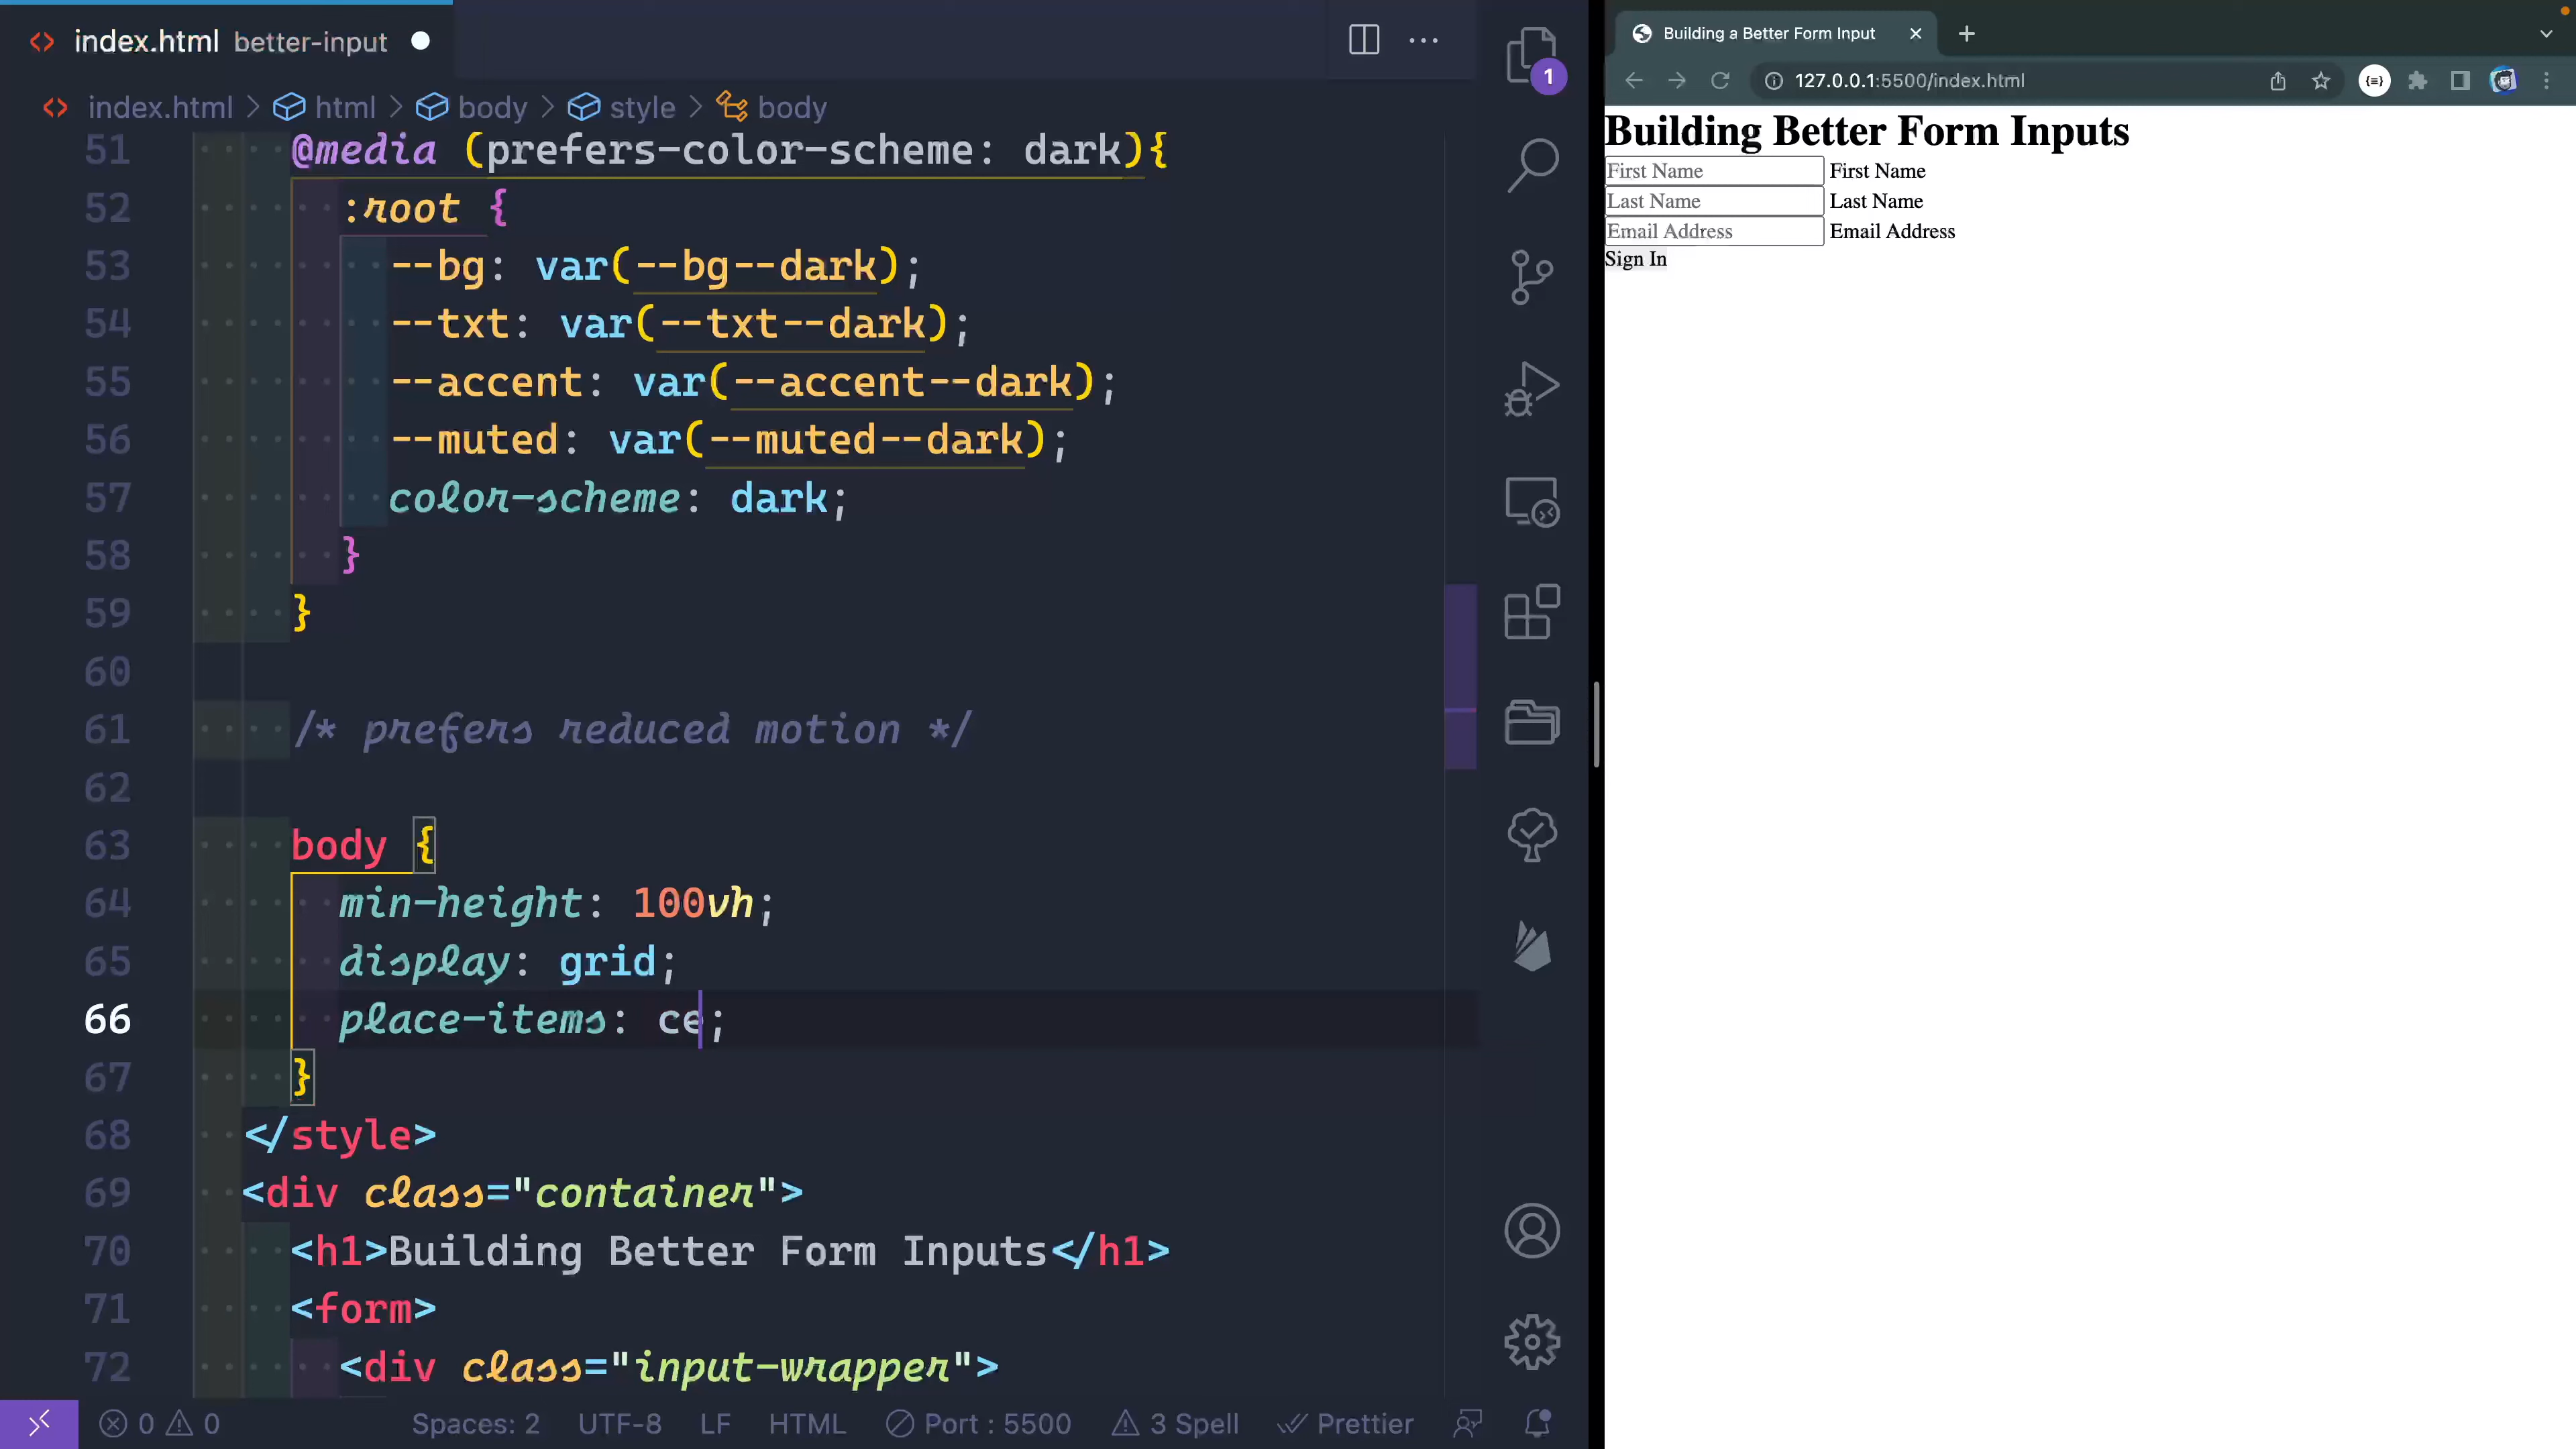 index.html better-input
index.html > html > body > style > body
51 @media (prefers-color-scheme: dark){
52 :root {
53 --bg: var(--bg--dark);
54 --txt: var(--txt--dark);
55 --accent: var(--accent--dark);
56 --muted: var(--muted--dark);
57 color-scheme: dark;
58 }
59 }
60
61 /* prefers reduced motion */
62
63 body {
64 min-height: 100vh;
65 display: grid;
66 place-items: ce;
67 }
68 </style>
69 <div class="container">
70 <h1>Building Better Form Inputs</h1>
71 <form>
72 <div class="input-wrapper">
0 0 Spaces: 2 UTF-8 LF HTML Port : 5500 3 Spell Prettier
1
Building a Better Form Input
127.0.0.1:5500/index.html
Building Better Form Inputs
First Name First Name
Last Name Last Name
Email Address Email Address
Sign In